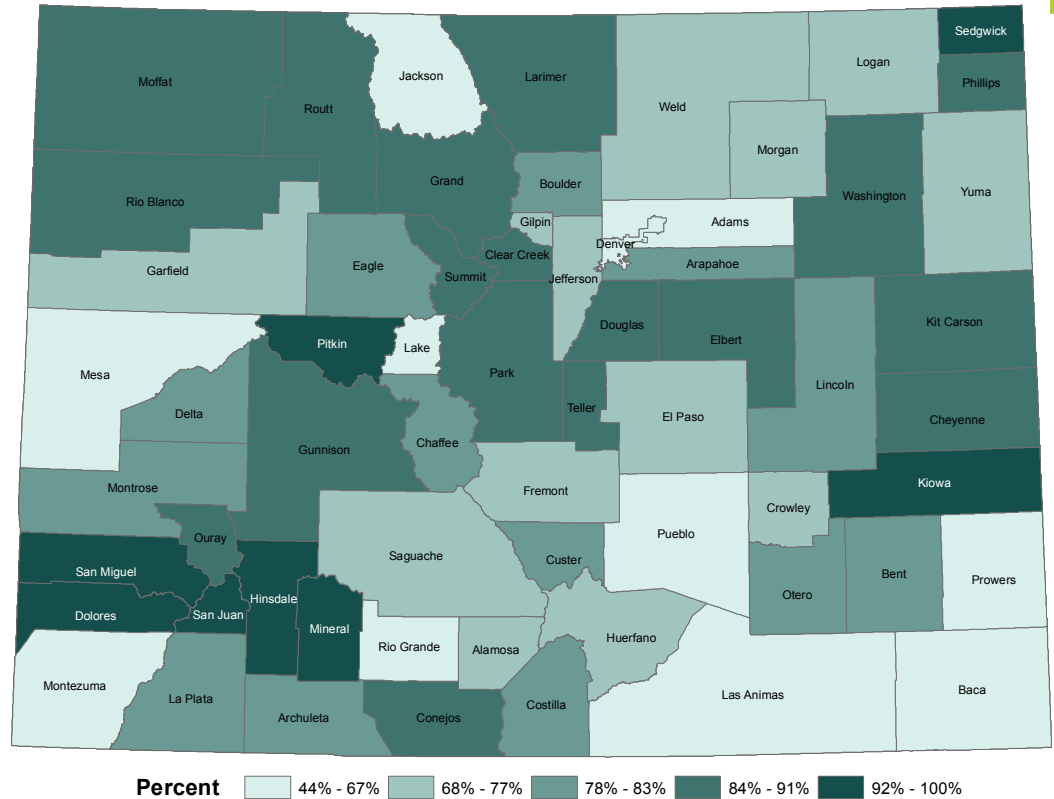 Sedgwick
Logan
Jackson
Larimer
Moffat
Phillips
Routt
Weld
Morgan
Grand
Boulder
Yuma
Washington
Rio Blanco
Gilpin
Adams
Denver
Clear Creek
Arapahoe
Eagle
Garfield
Summit
Jefferson
Kit Carson
Douglas
Elbert
Pitkin
Lake
Mesa
Park
Lincoln
Teller
Delta
El Paso
Cheyenne
Chaffee
Gunnison
Kiowa
Montrose
Fremont
Crowley
Pueblo
Ouray
Saguache
Custer
San Miguel
Bent
Prowers
Otero
Hinsdale
Dolores
San Juan
Mineral
Huerfano
Rio Grande
Alamosa
Montezuma
Baca
Las Animas
La Plata
Costilla
Archuleta
Conejos
Percent 44% - 67% 68% - 77% 78% - 83% 84% - 91% 92% - 100%